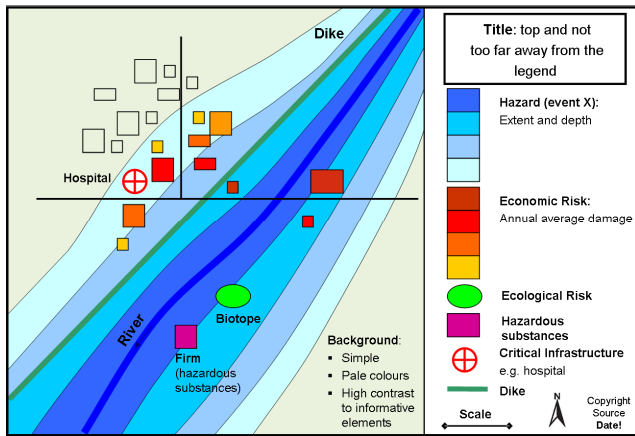 Dike
Hospital
River
Biotope
Firm
(hazardous
substances)
Background:
▪ Simple
▪ Pale colours
▪ High contrast
to informative
elements
Title: top and not
too far away from the
legend
Hazard (event X):
Extent and depth
Economic Risk:
Annual average damage
Ecological Risk
Hazardous
substances
Critical Infrastructure
e.g. hospital
Dike
Scale
N
Copyright
Source
Date!